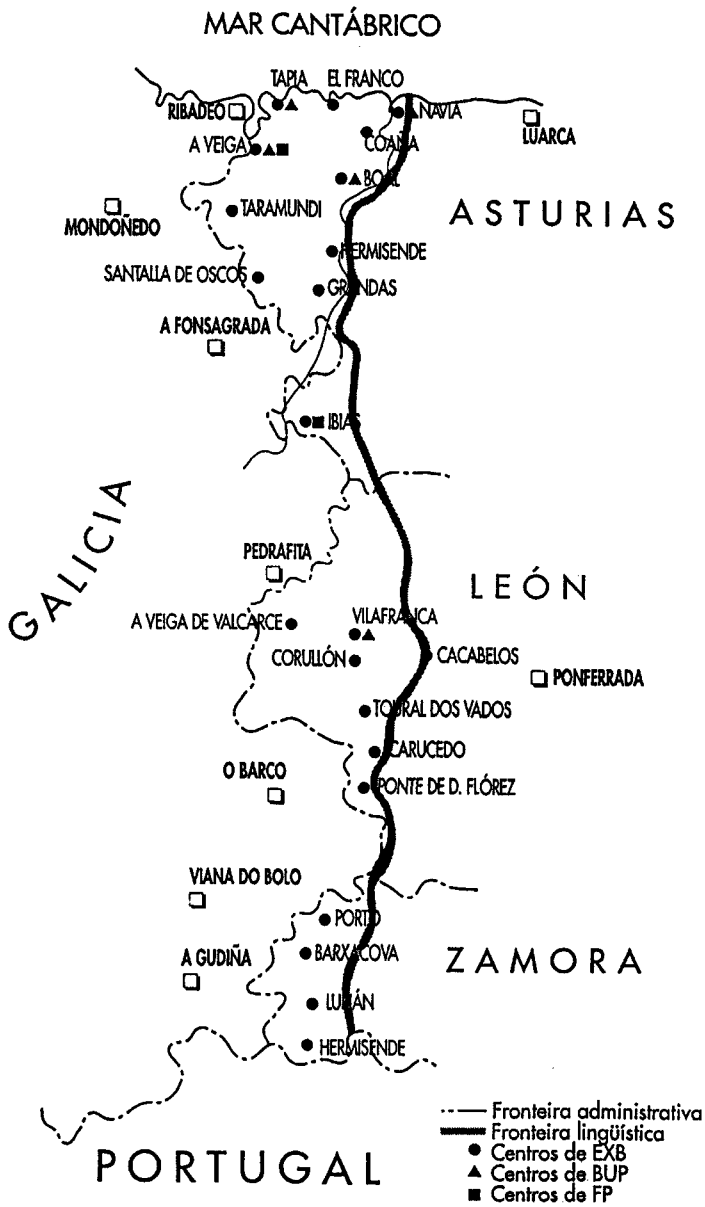 MAR CANTÁBRICO
TAPIA
EL FRANCO
RIBADEO
NAVIA
LUARCA
COAÑA
A VEIGA
BOAL
TARAMUNDI
MONDOÑEDO
ASTURIAS
HERMISENDE
SANTALLA DE OSCOS
GRANDAS
A FONSAGRADA
IBIAS
GALICIA
PEDRAFITA
LEÓN
A VEIGA DE VALCARCE
VILAFRANCA
CORULLÓN
CACABELOS
PONFERRADA
TOURAL DOS VADOS
CARUCEDO
O BARCO
PONTE DE D. FLÓREZ
VIANA DO BOLO
PORTO
A GUDIÑA
BARXACOVA
ZAMORA
LUBIÁN
HERMISENDE
PORTUGAL
Fronteira administrativa
Fronteira lingüística
Centros de EXB
Centros de BUP
Centros de FP